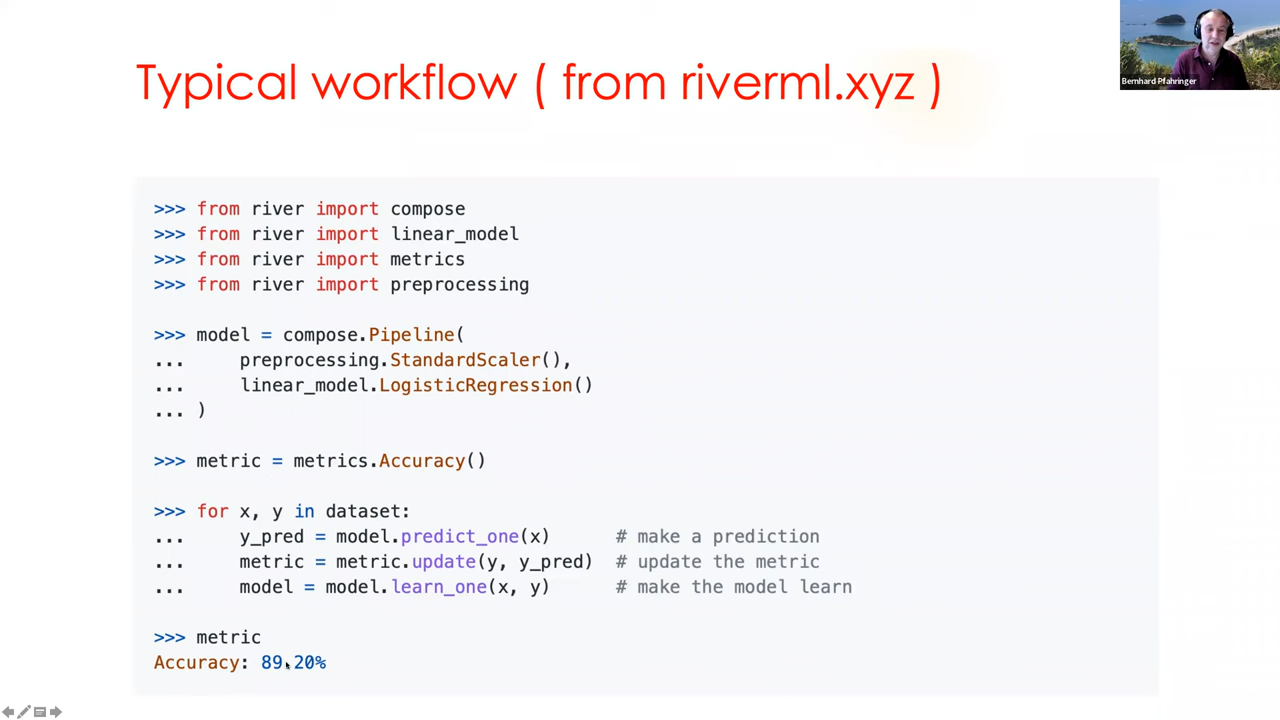 Typical workflow ( from riverml.xyz )
Bernhard Pfahringer
>>> from river import compose
>>> from river import linear_model
>>> from river import metrics
>>> from river import preprocessing
>>> model = compose.Pipeline(
...     preprocessing.StandardScaler(),
...     linear_model.LogisticRegression()
... )
>>> metric = metrics.Accuracy()
>>> for x, y in dataset:
...     y_pred = model.predict_one(x)      # make a prediction
...     metric = metric.update(y, y_pred)  # update the metric
...     model = model.learn_one(x, y)      # make the model learn
>>> metric
Accuracy: 89.20%